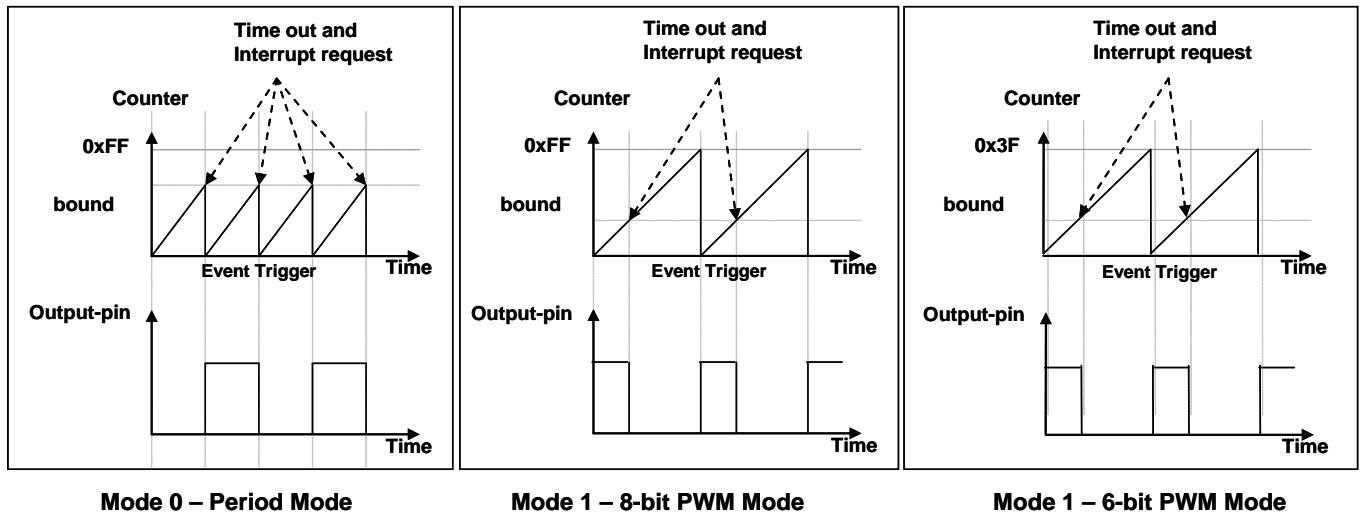 Time out and
Interrupt request
Counter
0xFF
bound
Event Trigger
Time
Output-pin
Time
Mode 0 – Period Mode
Time out and
Interrupt request
Counter
0xFF
bound
Event Trigger
Time
Output-pin
Time
Mode 1 – 8-bit PWM Mode
Time out and
Interrupt request
Counter
0x3F
bound
Event Trigger
Time
Output-pin
Time
Mode 1 – 6-bit PWM Mode